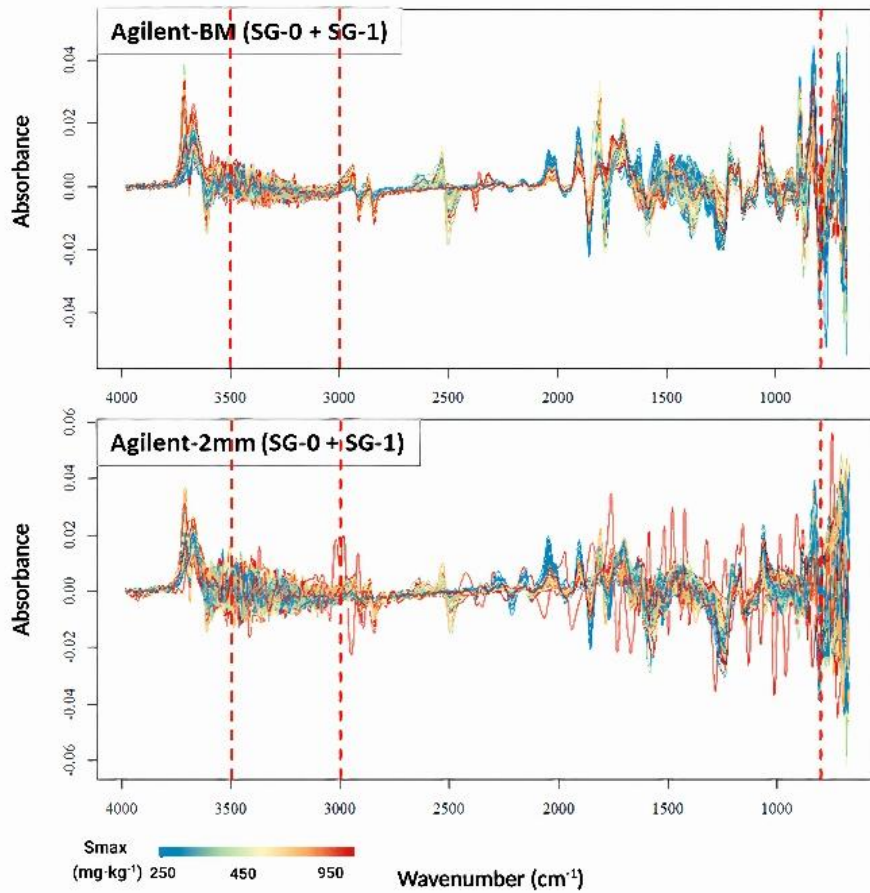 Agilent-BM (SG-0 + SG-1)
Absorbance
0.04
0.02
0.00
-0.02
-0.04
4000 3500 3000 2500 2000 1500 1000
Agilent-2mm (SG-0 + SG-1)
Absorbance
0.06
0.04
0.02
0.00
-0.02
-0.04
-0.06
4000 3500 3000 2500 2000 1500 1000
Smax
(mg·kg⁻¹) 250 450 950
Wavenumber (cm⁻¹)